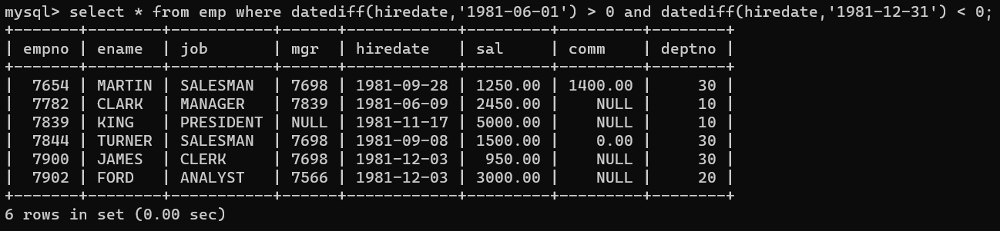 mysql> select * from emp where datediff(hiredate,'1981-06-01') > 0 and datediff(hiredate,'1981-12-31') < 0;
+-------+--------+-----------+------+------------+---------+---------+--------+
| empno | ename  | job       | mgr  | hiredate   | sal     | comm    | deptno |
+-------+--------+-----------+------+------------+---------+---------+--------+
|  7654 | MARTIN | SALESMAN  | 7698 | 1981-09-28 | 1250.00 | 1400.00 |     30 |
|  7782 | CLARK  | MANAGER   | 7839 | 1981-06-09 | 2450.00 |    NULL |     10 |
|  7839 | KING   | PRESIDENT | NULL | 1981-11-17 | 5000.00 |    NULL |     10 |
|  7844 | TURNER | SALESMAN  | 7698 | 1981-09-08 | 1500.00 |    0.00 |     30 |
|  7900 | JAMES  | CLERK     | 7698 | 1981-12-03 |  950.00 |    NULL |     30 |
|  7902 | FORD   | ANALYST   | 7566 | 1981-12-03 | 3000.00 |    NULL |     20 |
+-------+--------+-----------+------+------------+---------+---------+--------+
6 rows in set (0.00 sec)